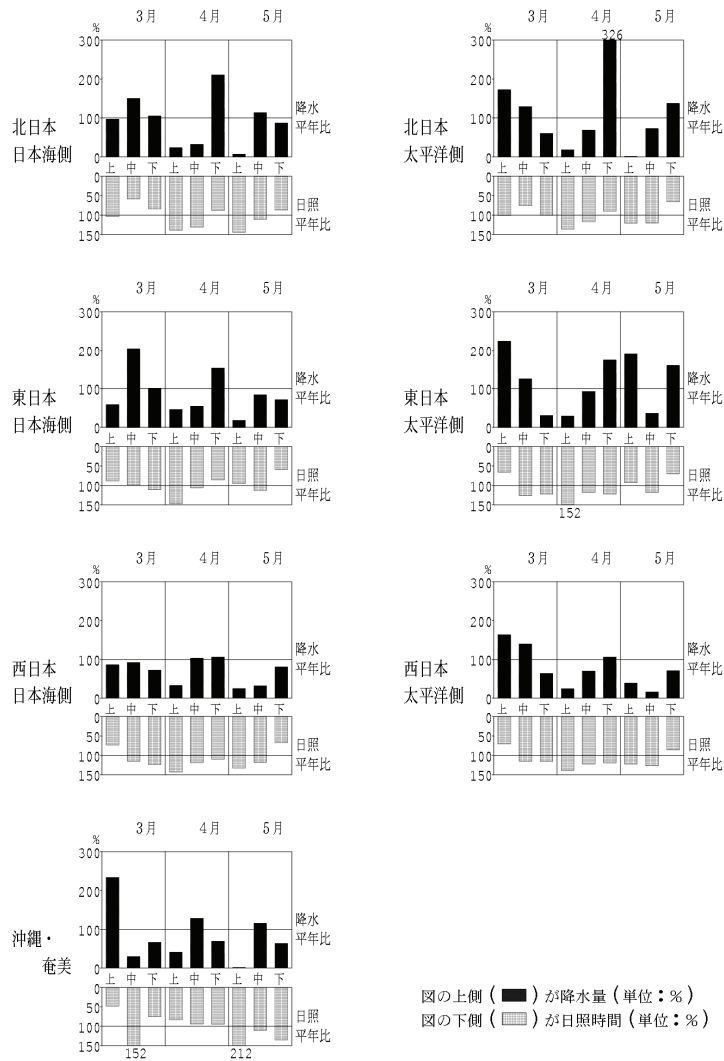 3月 4月 5月
%
300
200
100
0
降水
平年比
北日本
日本海側
上 中 下 上 中 下 上 中 下
0
50
100
150
日照
平年比
3月 4月 5月
%
326
300
200
100
0
降水
平年比
北日本
太平洋側
上 中 下 上 中 下 上 中 下
0
50
100
150
日照
平年比
3月 4月 5月
%
300
200
100
0
降水
平年比
東日本
日本海側
上 中 下 上 中 下 上 中 下
0
50
100
150
日照
平年比
3月 4月 5月
%
300
200
100
0
降水
平年比
東日本
太平洋側
上 中 下 上 中 下 上 中 下
0
50
100
150
日照
平年比
152
3月 4月 5月
%
300
200
100
0
降水
平年比
西日本
日本海側
上 中 下 上 中 下 上 中 下
0
50
100
150
日照
平年比
3月 4月 5月
%
300
200
100
0
降水
平年比
西日本
太平洋側
上 中 下 上 中 下 上 中 下
0
50
100
150
日照
平年比
3月 4月 5月
%
300
200
100
0
降水
平年比
沖縄・
奄美
上 中 下 上 中 下 上 中 下
0
50
100
150
日照
平年比
152 212
図の上側()が降水量(単位:%)
図の下側()が日照時間(単位:%)